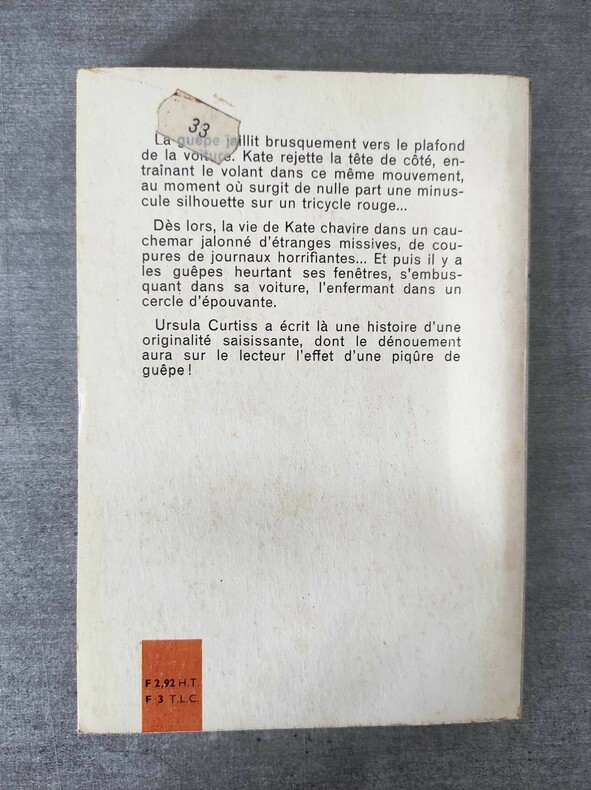 33
La guêpe jaillit brusquement vers le plafond
de la voiture. Kate rejette la tête de côté, en-
traînant le volant dans ce même mouvement,
au moment où surgit de nulle part une minus-
cule silhouette sur un tricycle rouge...
Dès lors, la vie de Kate chavire dans un cau-
chemar jalonné d'étranges missives, de cou-
pures de journaux horrifiantes... Et puis il y a
les guêpes heurtant ses fenêtres, s'embus-
quant dans sa voiture, l'enfermant dans un
cercle d'épouvante.
Ursula Curtiss a écrit là une histoire d'une
originalité saisissante, dont le dénouement
aura sur le lecteur l'effet d'une piqûre de
guêpe !
F 2,92 H.T.
F 3 T.L.C.